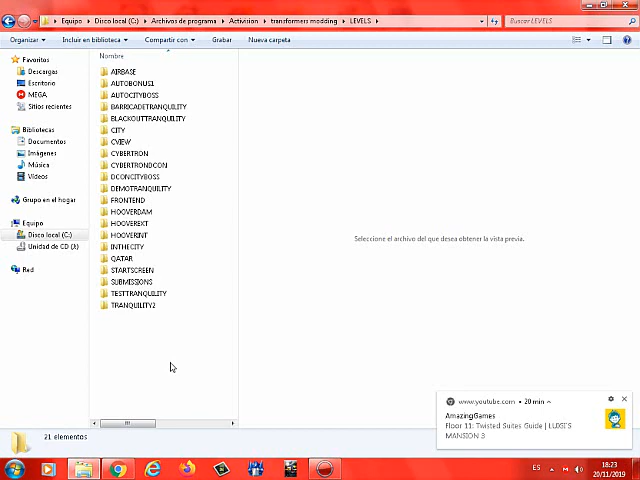 Equipo ▸ Disco local (C:) ▸ Archivos de programa ▸ Activision ▸ transformers modding ▸ LEVELS ▸
Buscar LEVELS
Organizar Incluir en biblioteca Compartir con Grabar Nueva carpeta
Nombre
Favoritos
Descargas
Escritorio
MEGA
Sitios recientes
Bibliotecas
Documentos
Imágenes
Música
Vídeos
Grupo en el hogar
Equipo
Disco local (C:)
Unidad de CD (J:)
Red
AIRBASE
AUTOBONUS1
AUTOCITYBOSS
BARRICADETRANQUILITY
BLACKOUTTRANQUILITY
CITY
CVIEW
CYBERTRON
CYBERTRONDCON
DCONCITYBOSS
DEMOTRANQUILITY
FRONTEND
HOOVERDAM
HOOVEREXT
HOOVERINT
INTHECITY
QATAR
STARTSCREEN
SUBMISSIONS
TESTTRANQUILITY
TRANQUILITY2
Seleccione el archivo del que desea obtener la vista previa.
www.youtube.com • 20 min
AmazingGames
Floor 11: Twisted Suites Guide | LUIGI'S
MANSION 3
21 elementos
ES
18:23
20/11/2019